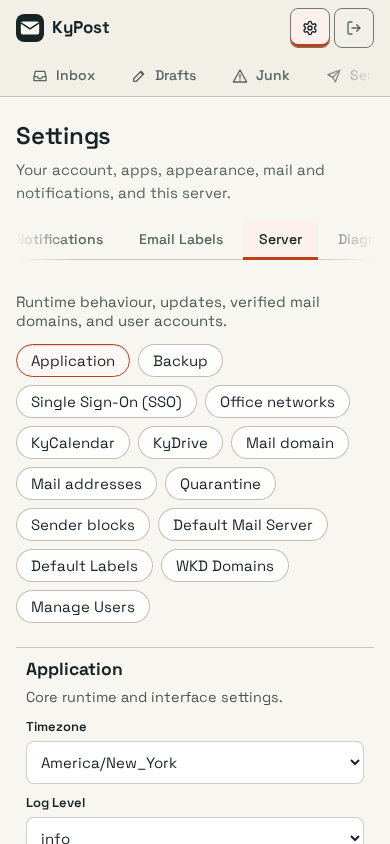 KyPost
Inbox Drafts Junk
Settings
Your account, apps, appearance, mail and
notifications, and this server.
Notifications Email Labels Server
Runtime behaviour, updates, verified mail
domains, and user accounts.
Application Backup
Single Sign-On (SSO) Office networks
KyCalendar KyDrive Mail domain
Mail addresses Quarantine
Sender blocks Default Mail Server
Default Labels WKD Domains
Manage Users
Application
Core runtime and interface settings.
Timezone
America/New_York
Log Level
info